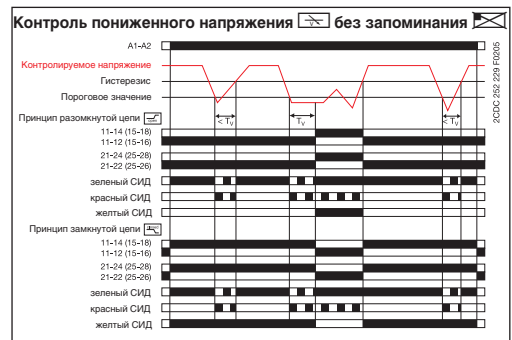 Контроль пониженного напряжения без запоминания
A1-A2
Контролируемое напряжение
Гистерезис
Пороговое значение
Принцип разомкнутой цепи
< Tv
Tv
< Tv
11-14 (15-18)
11-12 (15-16)
21-24 (25-28)
21-22 (25-26)
зеленый СИД
красный СИД
желтый СИД
Принцип замкнутой цепи
11-14 (15-18)
11-12 (15-16)
21-24 (25-28)
21-22 (25-26)
зеленый СИД
красный СИД
желтый СИД
2CDC 252 229 F0205